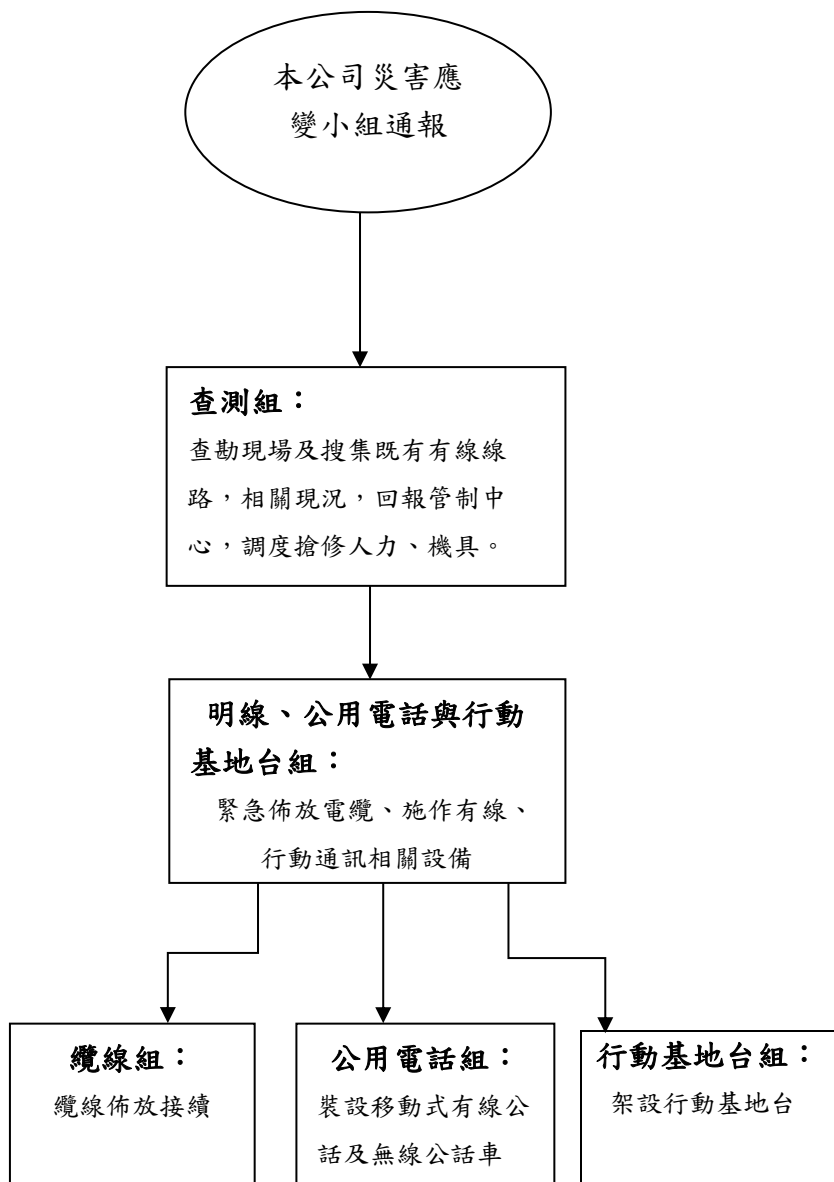 本公司災害應
變小組通報
查測組：
查勘現場及搜集既有有線線
路，相關現況，回報管制中
心，調度搶修人力、機具。
明線、公用電話與行動
基地台組：
緊急佈放電纜、施作有線、
行動通訊相關設備
纜線組：
纜線佈放接續
公用電話組：
裝設移動式有線公
話及無線公話車
行動基地台組：
架設行動基地台